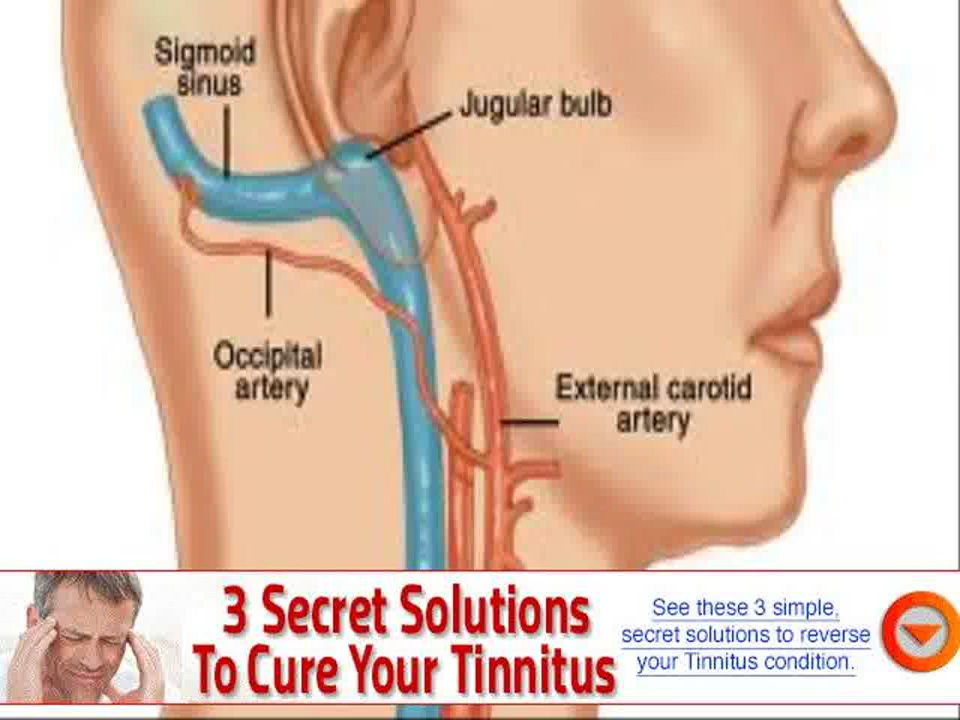 Sigmoid
sinus
Jugular bulb
Occipital
artery
External carotid
artery
3 Secret Solutions
To Cure Your Tinnitus
See these 3 simple,
secret solutions to reverse
your Tinnitus condition.